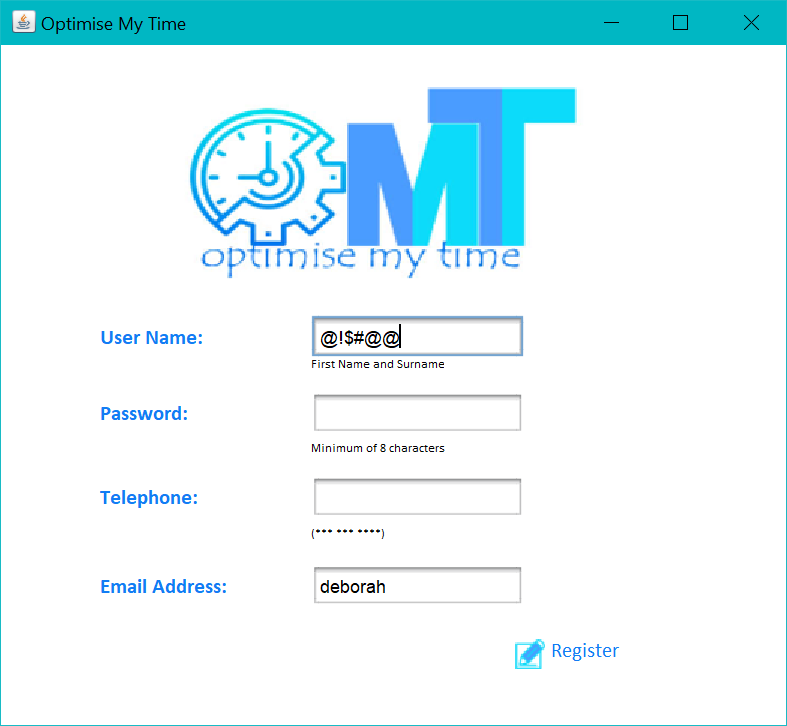 Optimise My Time
OMT
optimise my time
User Name: @!$#@@
First Name and Surname
Password:
Minimum of 8 characters
Telephone:
(*** *** ****)
Email Address: deborah
Register